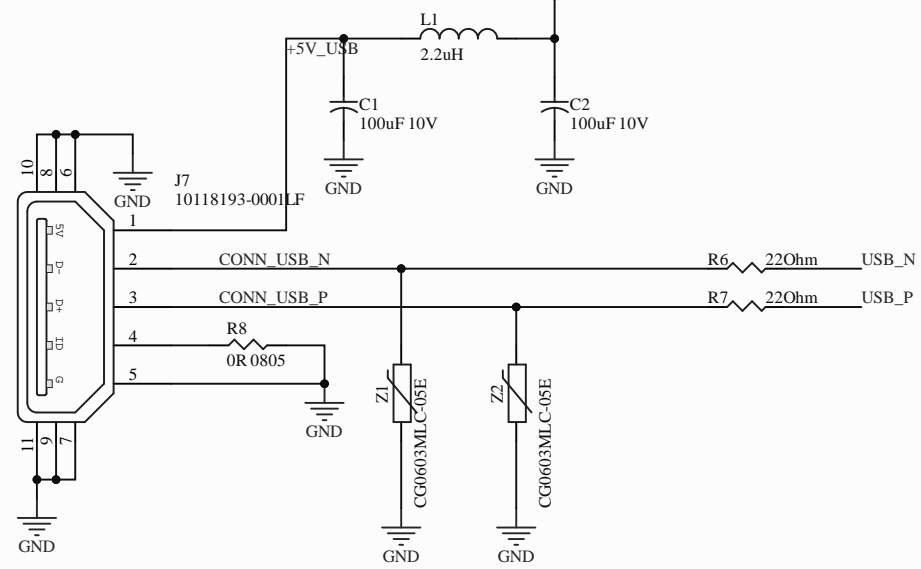 L1
+5V_USB
2.2uH
C1
100uF 10V
C2
100uF 10V
GND
GND
10
8
6
GND
J7
10118193-0001LF
1
5V
2
CONN_USB_N
R6
22Ohm
USB_N
D-
3
CONN_USB_P
R7
22Ohm
USB_P
D+
4
R8
0R 0805
ID
5
G
GND
Z1
CG0603MLC-05E
Z2
CG0603MLC-05E
11
9
7
GND
GND
GND